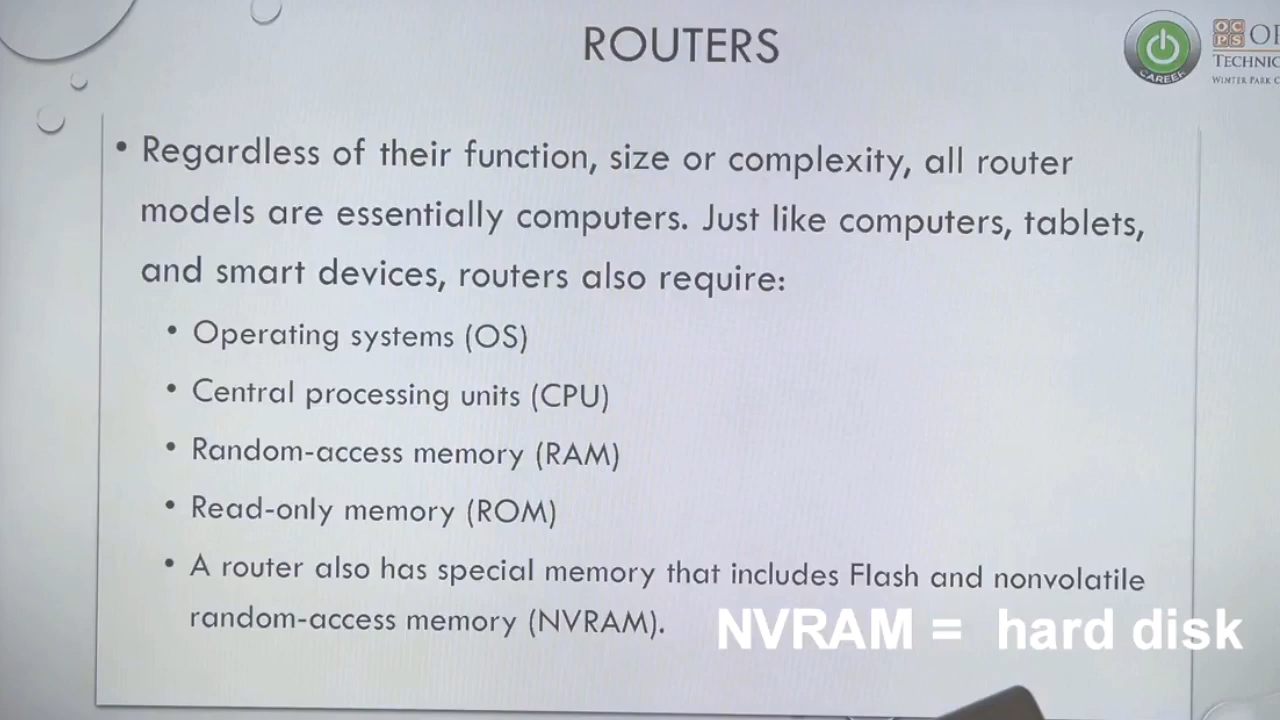 ROUTERS
CAREER
OC
PS
TECHNIC
WINTER PARK C
• Regardless of their function, size or complexity, all router
models are essentially computers. Just like computers, tablets,
and smart devices, routers also require:
• Operating systems (OS)
• Central processing units (CPU)
• Random-access memory (RAM)
• Read-only memory (ROM)
• A router also has special memory that includes Flash and nonvolatile
random-access memory (NVRAM).
NVRAM = hard disk